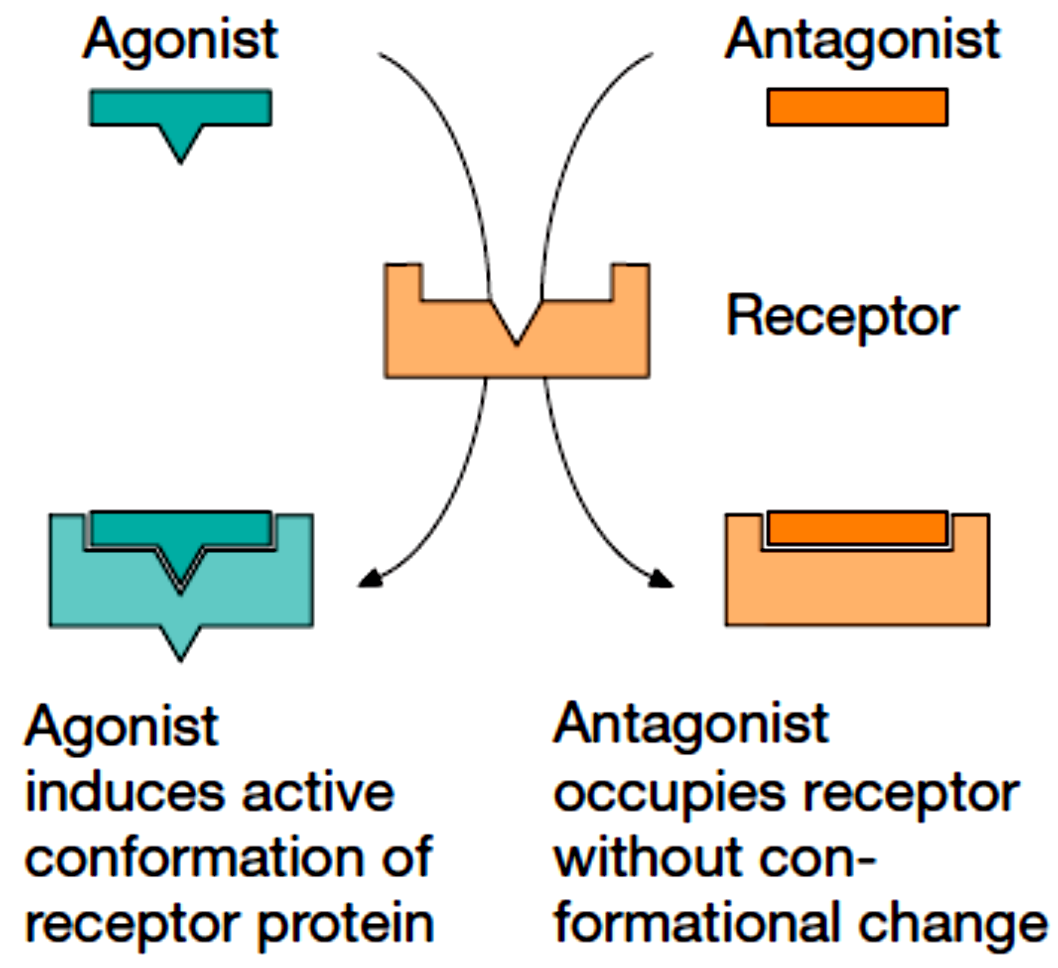 Agonist
Antagonist
Receptor
Agonist
induces active
conformation of
receptor protein
Antagonist
occupies receptor
without con-
formational change